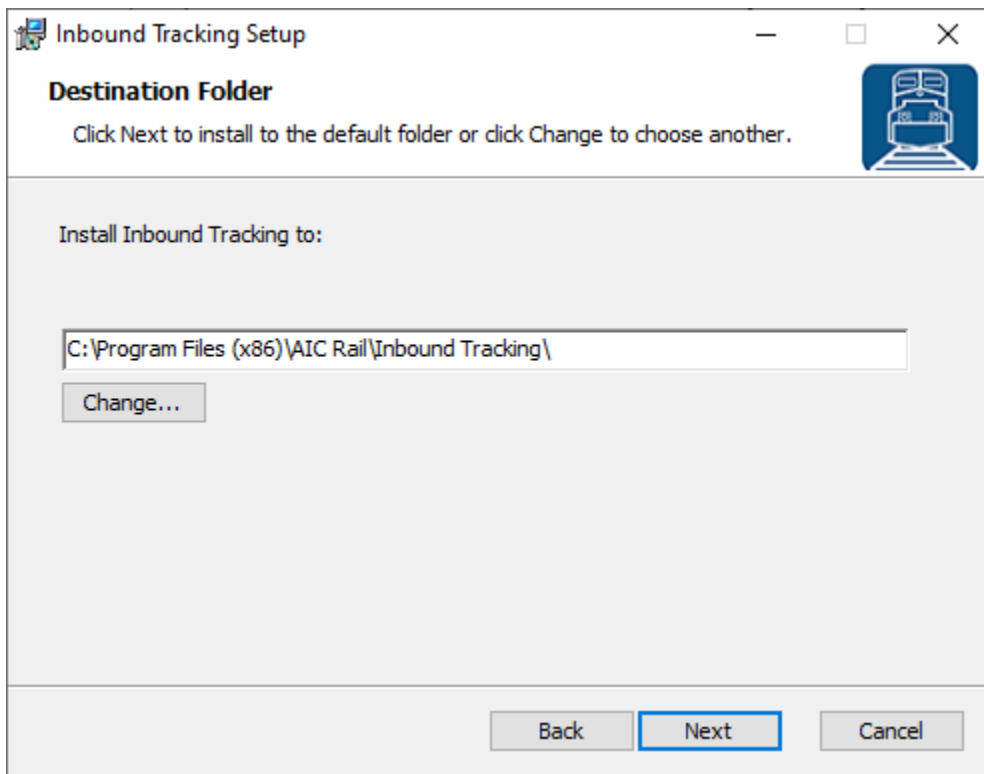 Inbound Tracking Setup
Destination Folder
Click Next to install to the default folder or click Change to choose another.
Install Inbound Tracking to:
C:\Program Files (x86)\AIC Rail\Inbound Tracking\
Change...
Back Next Cancel